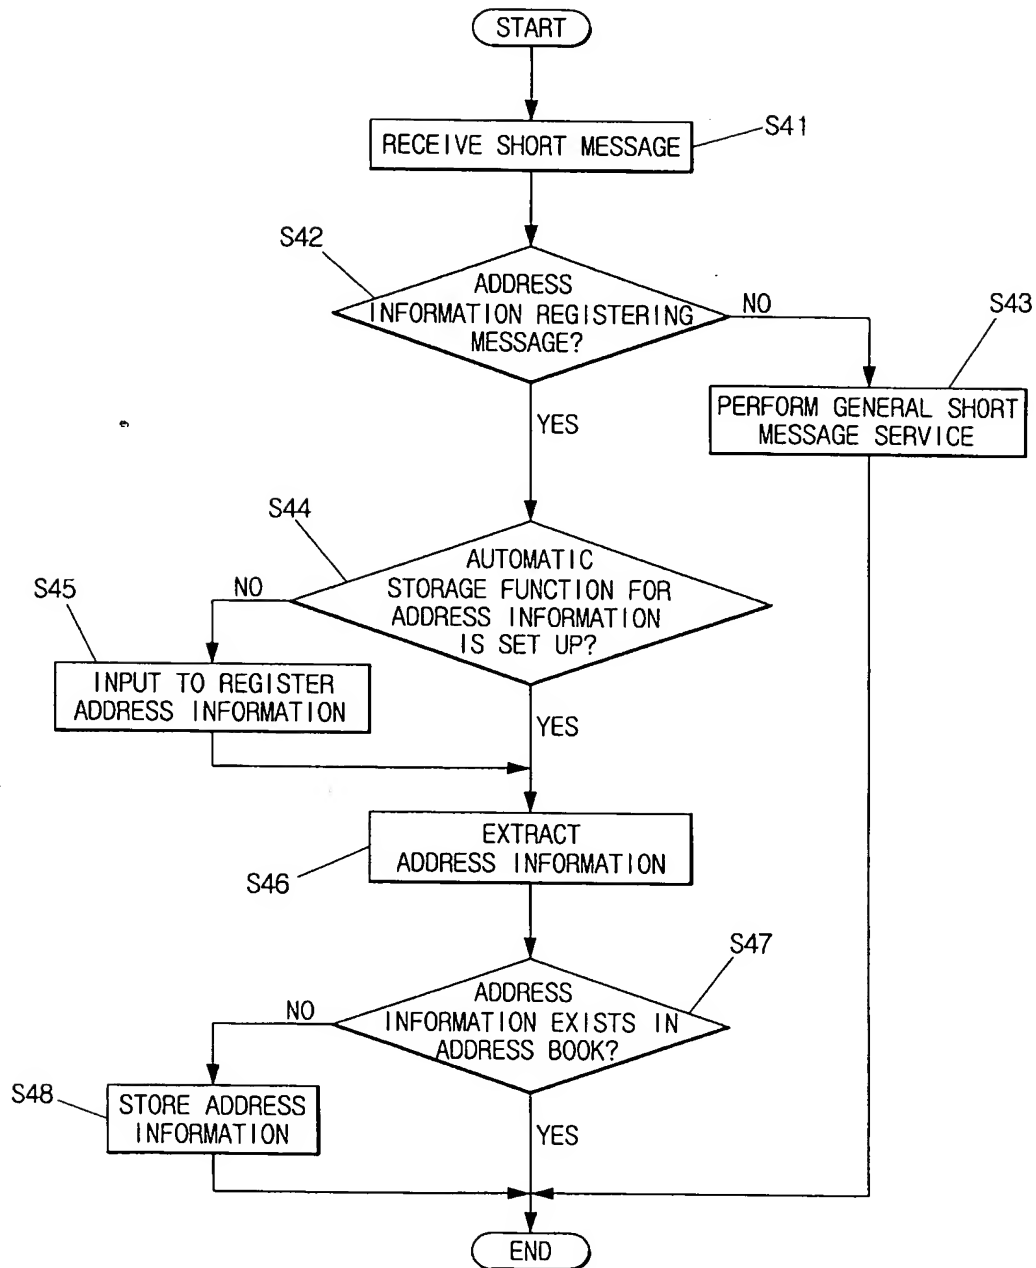 START
RECEIVE SHORT MESSAGE
S41
S42
ADDRESS
INFORMATION REGISTERING
MESSAGE?
NO
S43
PERFORM GENERAL SHORT
MESSAGE SERVICE
YES
S44
AUTOMATIC
STORAGE FUNCTION FOR
ADDRESS INFORMATION
IS SET UP?
NO
S45
INPUT TO REGISTER
ADDRESS INFORMATION
YES
EXTRACT
ADDRESS INFORMATION
S46
S47
ADDRESS
INFORMATION EXISTS IN
ADDRESS BOOK?
NO
S48
STORE ADDRESS
INFORMATION
YES
END